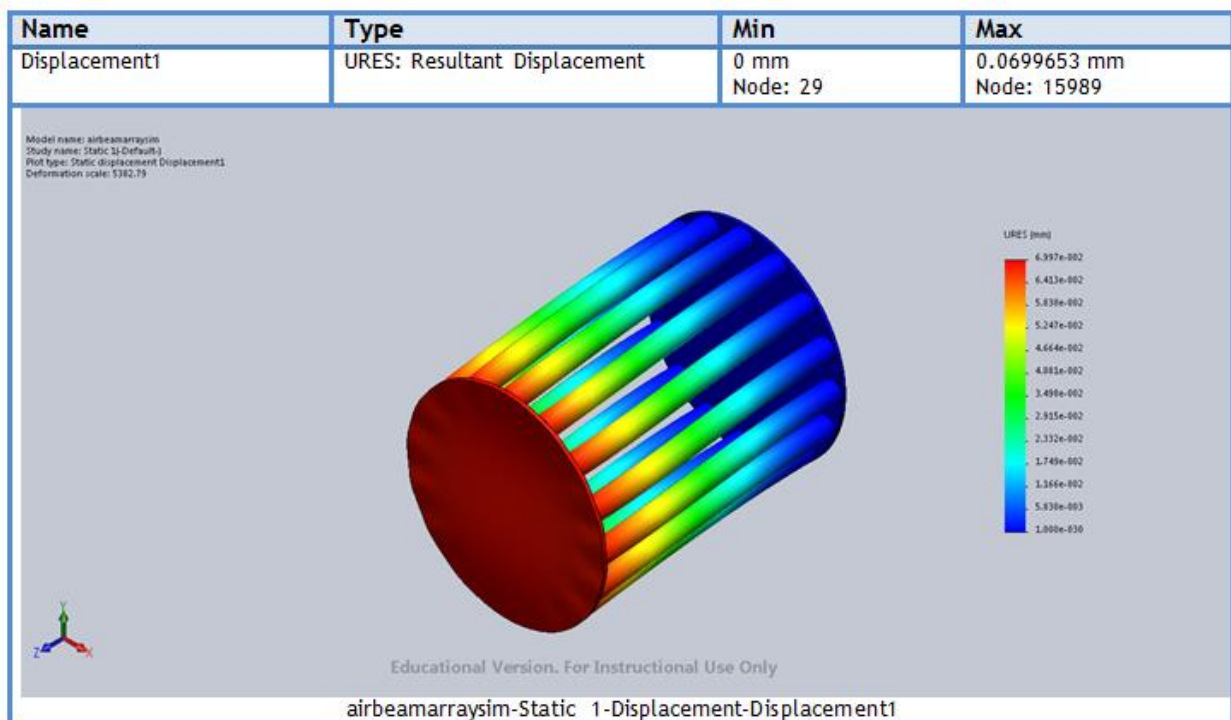 Name Type Min Max
Displacement1 URES: Resultant Displacement 0 mm 0.0699653 mm
Node: 29 Node: 15989
Model name: airbeamarraysim
Study name: Static 1(-Default-)
Plot type: Static displacement Displacement1
Deformation scale: 5382.79
URES (mm)
6.997e-002
6.413e-002
5.830e-002
5.247e-002
4.664e-002
4.081e-002
3.498e-002
2.915e-002
2.332e-002
1.749e-002
1.166e-002
5.830e-003
1.000e-030
Y
Z X
Educational Version. For Instructional Use Only
airbeamarraysim-Static 1-Displacement-Displacement1